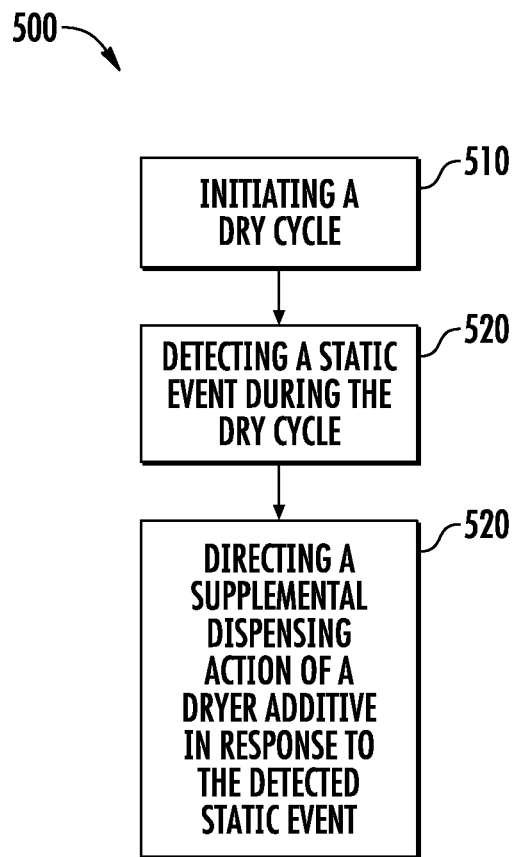 500
510
INITIATING A
DRY CYCLE
520
DETECTING A STATIC
EVENT DURING THE
DRY CYCLE
520
DIRECTING A
SUPPLEMENTAL
DISPENSING
ACTION OF A
DRYER ADDITIVE
IN RESPONSE TO
THE DETECTED
STATIC EVENT